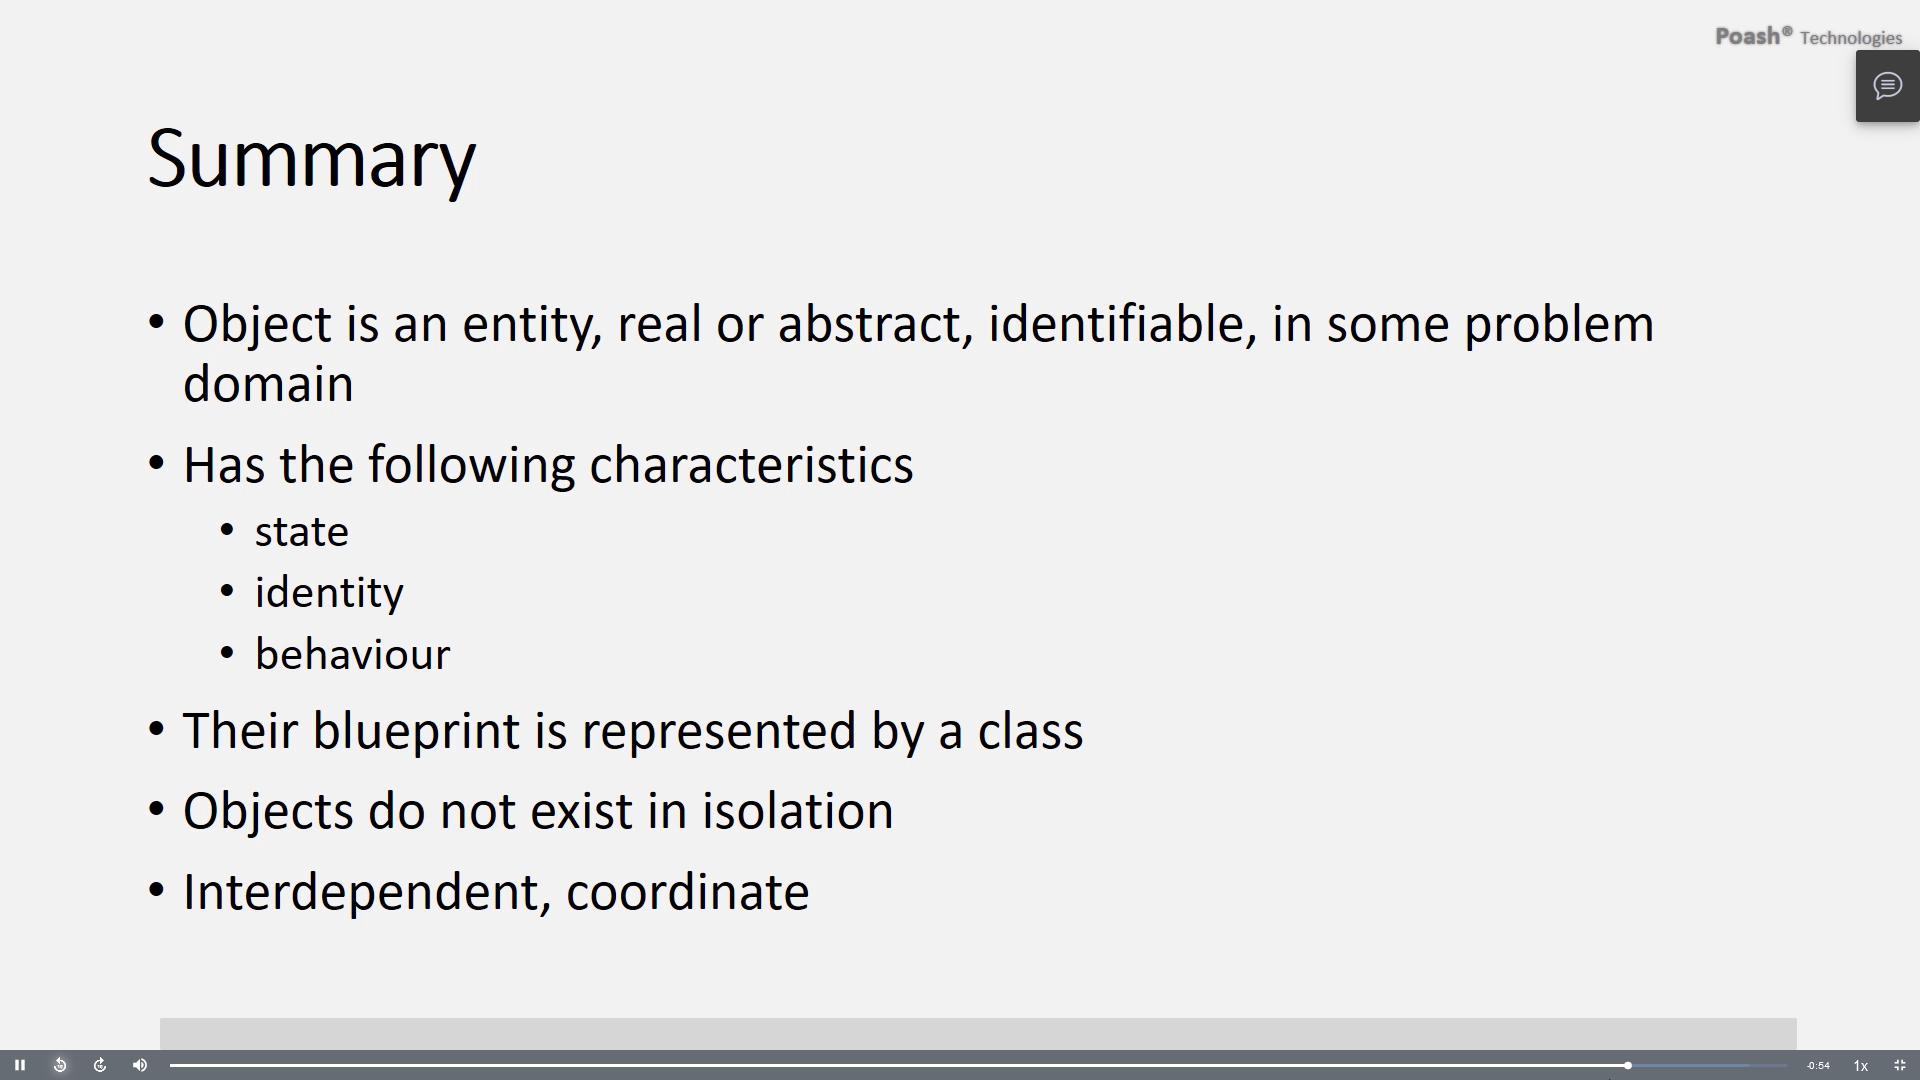 Poash® Technologies
Summary
• Object is an entity, real or abstract, identifiable, in some problem
domain
• Has the following characteristics
• state
• identity
• behaviour
• Their blueprint is represented by a class
• Objects do not exist in isolation
• Interdependent, coordinate
-0:54 1x